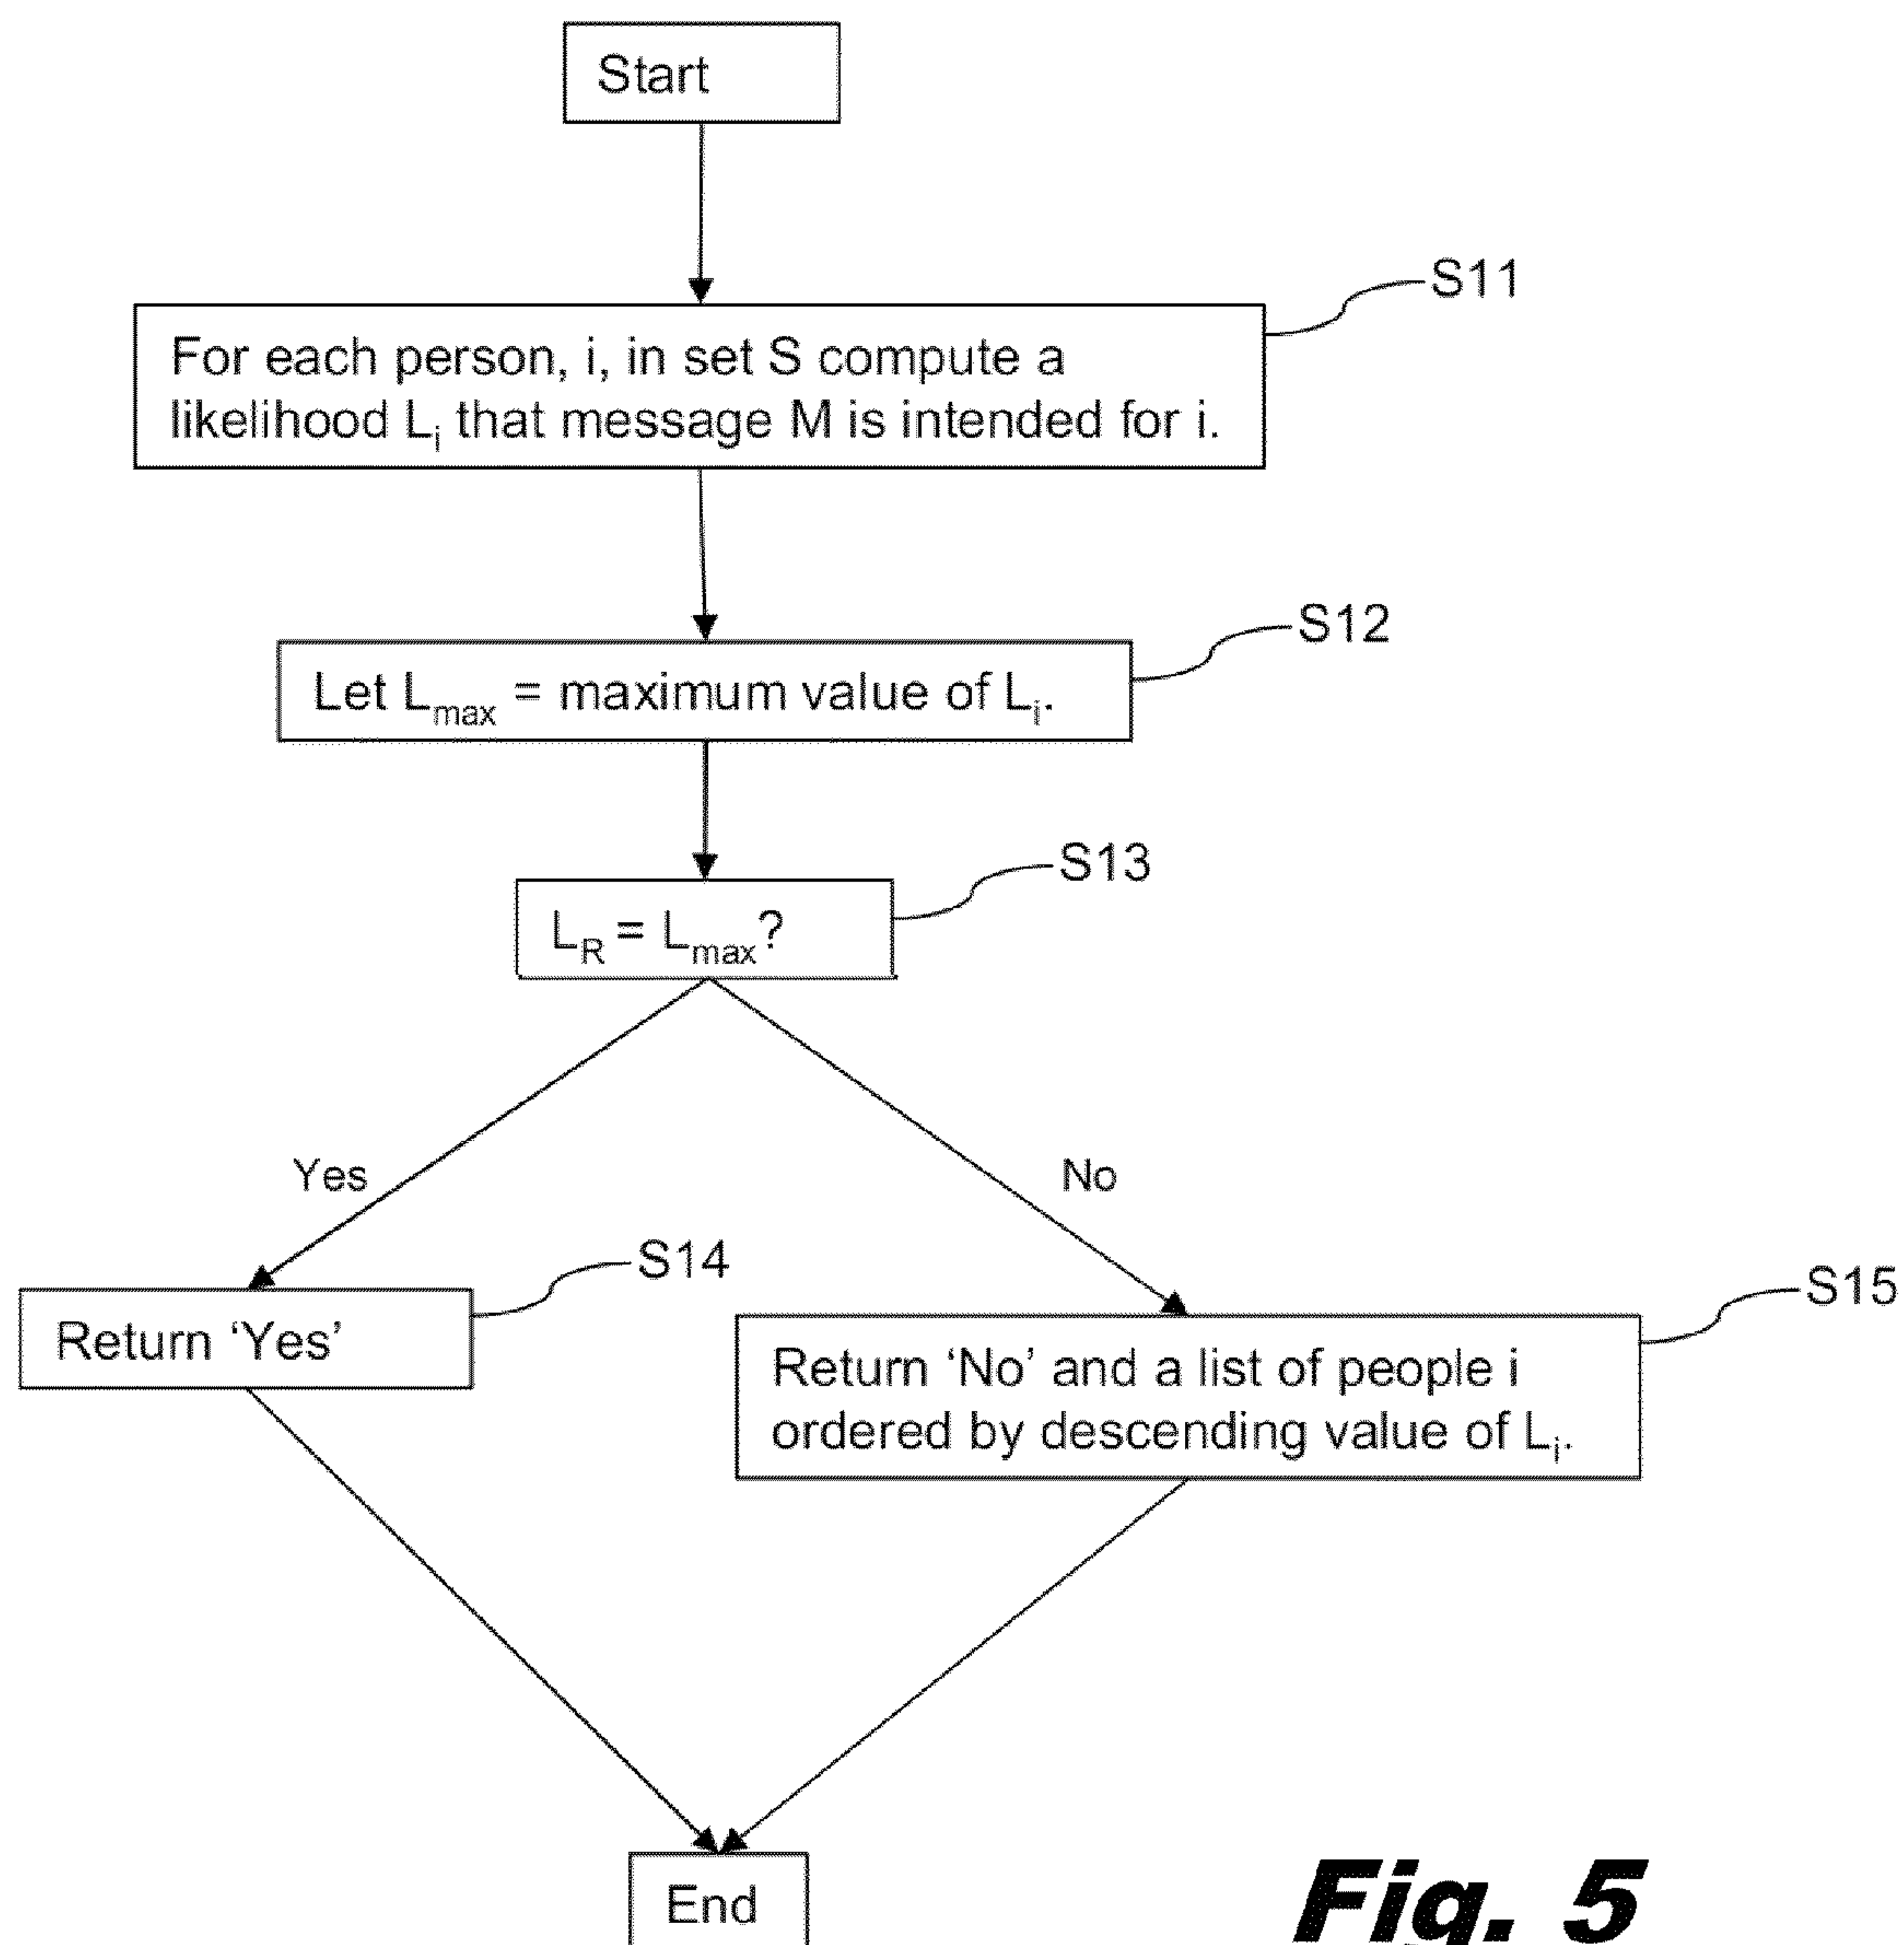 Start
S11
For each person, i, in set S compute a
likelihood Li that message M is intended for i.
S12
Let Lmax = maximum value of Li.
S13
LR = Lmax?
Yes
No
S14
Return ‘Yes’
S15
Return ‘No’ and a list of people i
ordered by descending value of Li.
End
Fig. 5